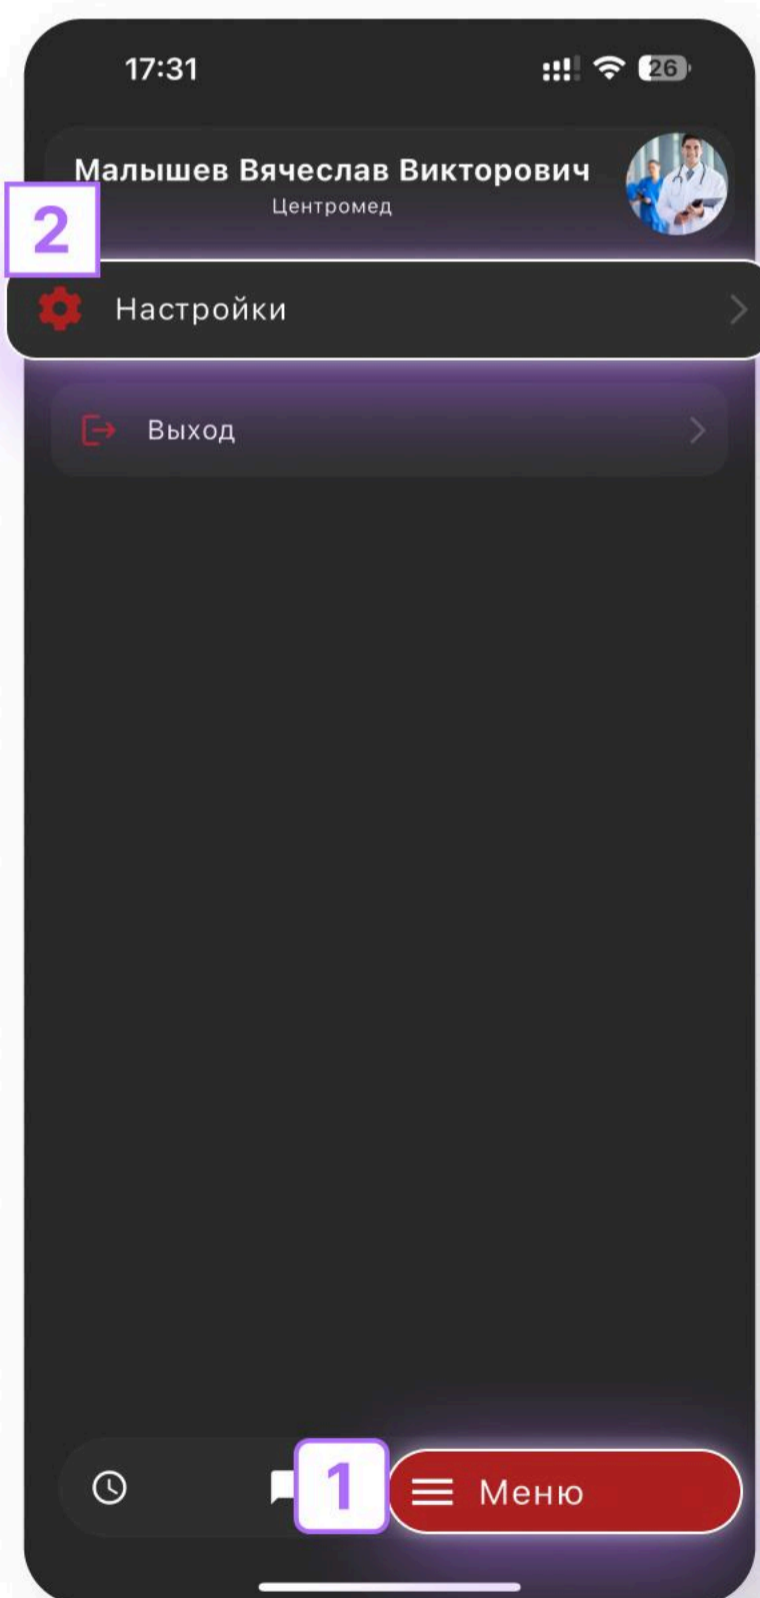 17:31
26
Малышев Вячеслав Викторович
Центромед
2
Настройки
Выход
1
Меню